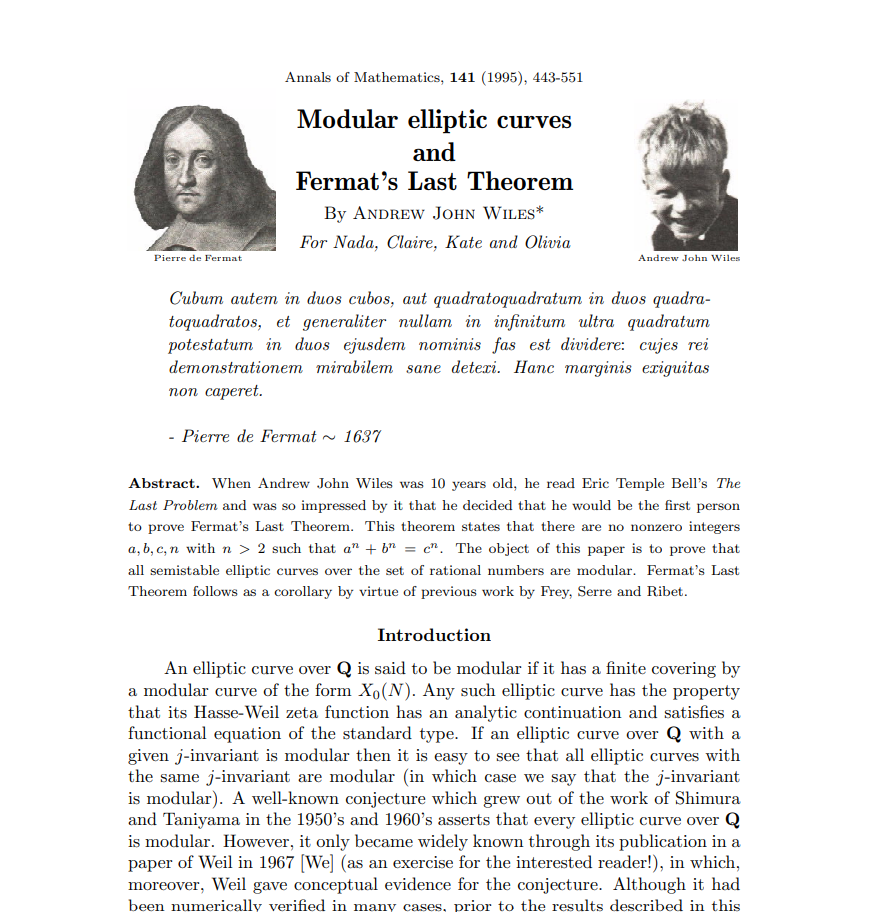 Annals of Mathematics, 141 (1995), 443-551
Modular elliptic curves
and
Fermat's Last Theorem
By Andrew John Wiles*
For Nada, Claire, Kate and Olivia
Pierre de Fermat
Andrew John Wiles
Cubum autem in duos cubos, aut quadratoquadratum in duos quadra-
toquadratos, et generaliter nullam in infinitum ultra quadratum
potestatum in duos ejusdem nominis fas est dividere: cujes rei
demonstrationem mirabilem sane detexi. Hanc marginis exiguitas
non caperet.
- Pierre de Fermat ∼ 1637
Abstract. When Andrew John Wiles was 10 years old, he read Eric Temple Bell's The
Last Problem and was so impressed by it that he decided that he would be the first person
to prove Fermat's Last Theorem. This theorem states that there are no nonzero integers
a, b, c, n with n > 2 such that aⁿ + bⁿ = cⁿ. The object of this paper is to prove that
all semistable elliptic curves over the set of rational numbers are modular. Fermat's Last
Theorem follows as a corollary by virtue of previous work by Frey, Serre and Ribet.
Introduction
An elliptic curve over Q is said to be modular if it has a finite covering by
a modular curve of the form X₀(N). Any such elliptic curve has the property
that its Hasse-Weil zeta function has an analytic continuation and satisfies a
functional equation of the standard type. If an elliptic curve over Q with a
given j-invariant is modular then it is easy to see that all elliptic curves with
the same j-invariant are modular (in which case we say that the j-invariant
is modular). A well-known conjecture which grew out of the work of Shimura
and Taniyama in the 1950's and 1960's asserts that every elliptic curve over Q
is modular. However, it only became widely known through its publication in a
paper of Weil in 1967 [We] (as an exercise for the interested reader!), in which,
moreover, Weil gave conceptual evidence for the conjecture. Although it had
been numerically verified in many cases, prior to the results described in this